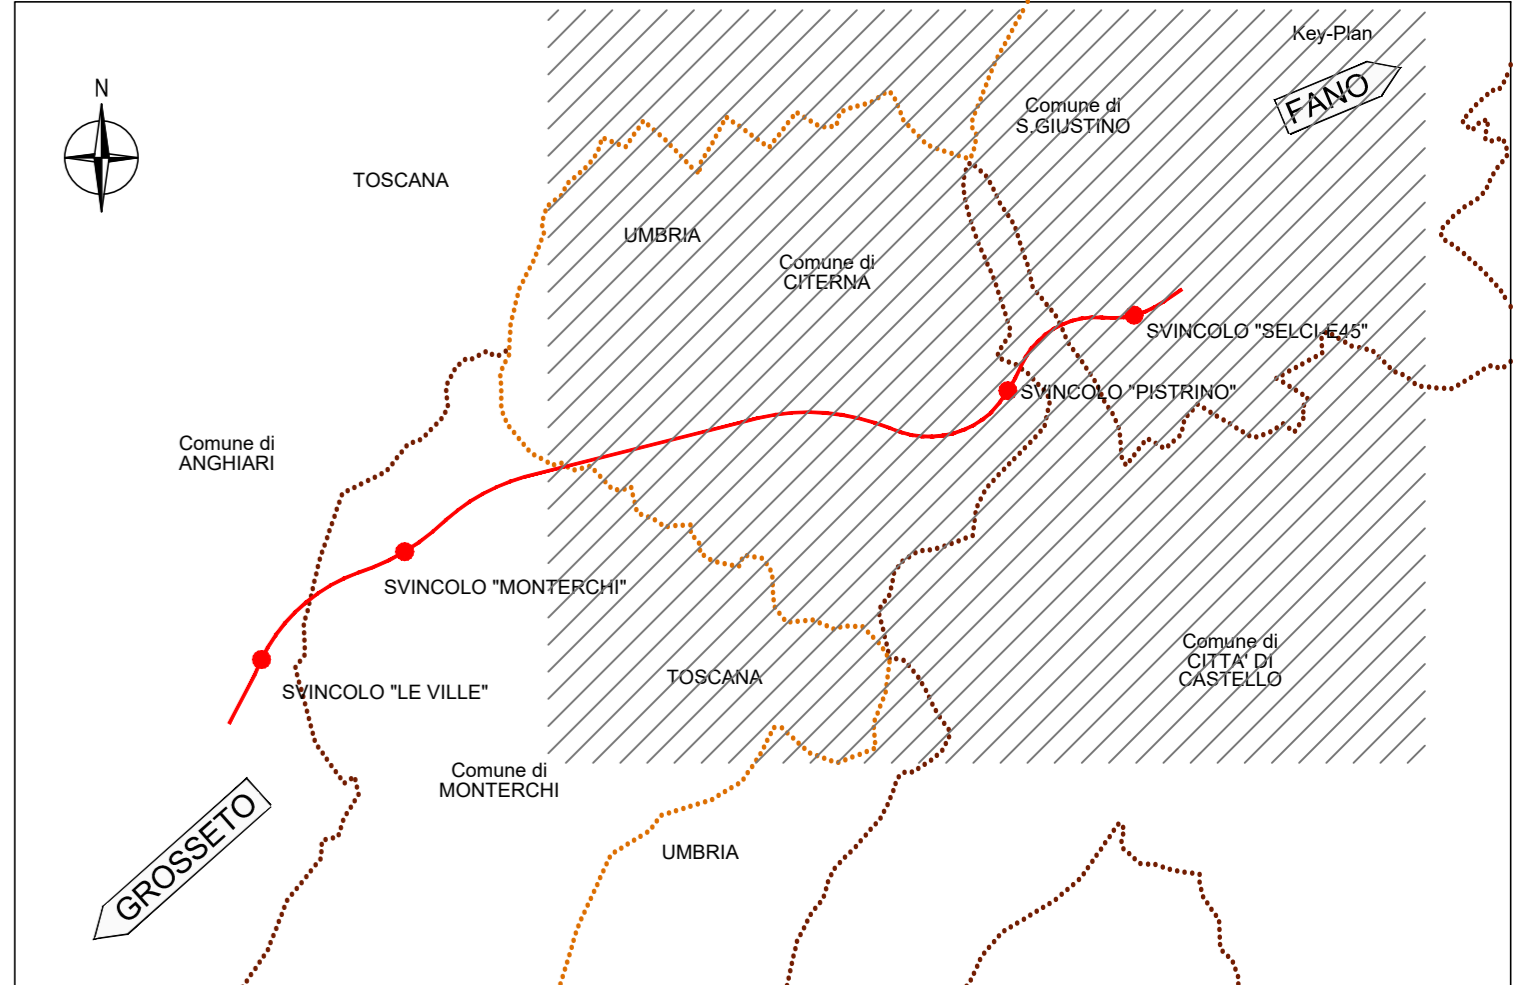 Key-Plan
N
FANO
Comune di
S.GIUSTINO
TOSCANA
UMBRIA
Comune di
CITERNA
SVINCOLO "SELCI-E45"
SVINCOLO "PISTRINO"
Comune di
ANGHIARI
SVINCOLO "MONTERCHI"
Comune di
CITTA' DI
CASTELLO
TOSCANA
SVINCOLO "LE VILLE"
Comune di
MONTERCHI
GROSSETO
UMBRIA